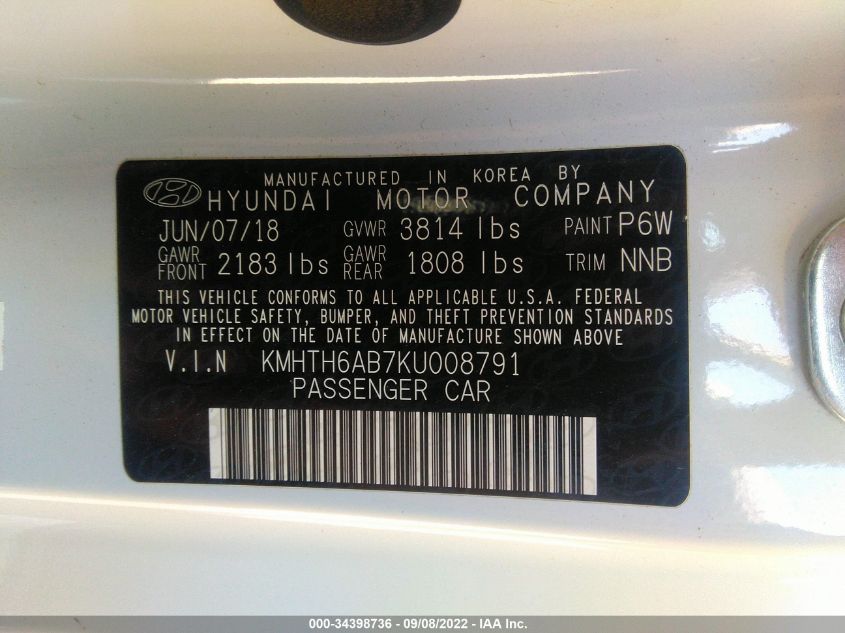 MANUFACTURED IN KOREA BY
HYUNDAI MOTOR COMPANY
JUN/07/18 GVWR 3814 lbs PAINT P6W
GAWR FRONT 2183 lbs GAWR REAR 1808 lbs TRIM NNB
THIS VEHICLE CONFORMS TO ALL APPLICABLE U.S.A. FEDERAL
MOTOR VEHICLE SAFETY, BUMPER, AND THEFT PREVENTION STANDARDS
IN EFFECT ON THE DATE OF MANUFACTURE SHOWN ABOVE
V.I.N KMHTH6AB7KU008791
PASSENGER CAR
000-34398736 - 09/08/2022 - IAA Inc.